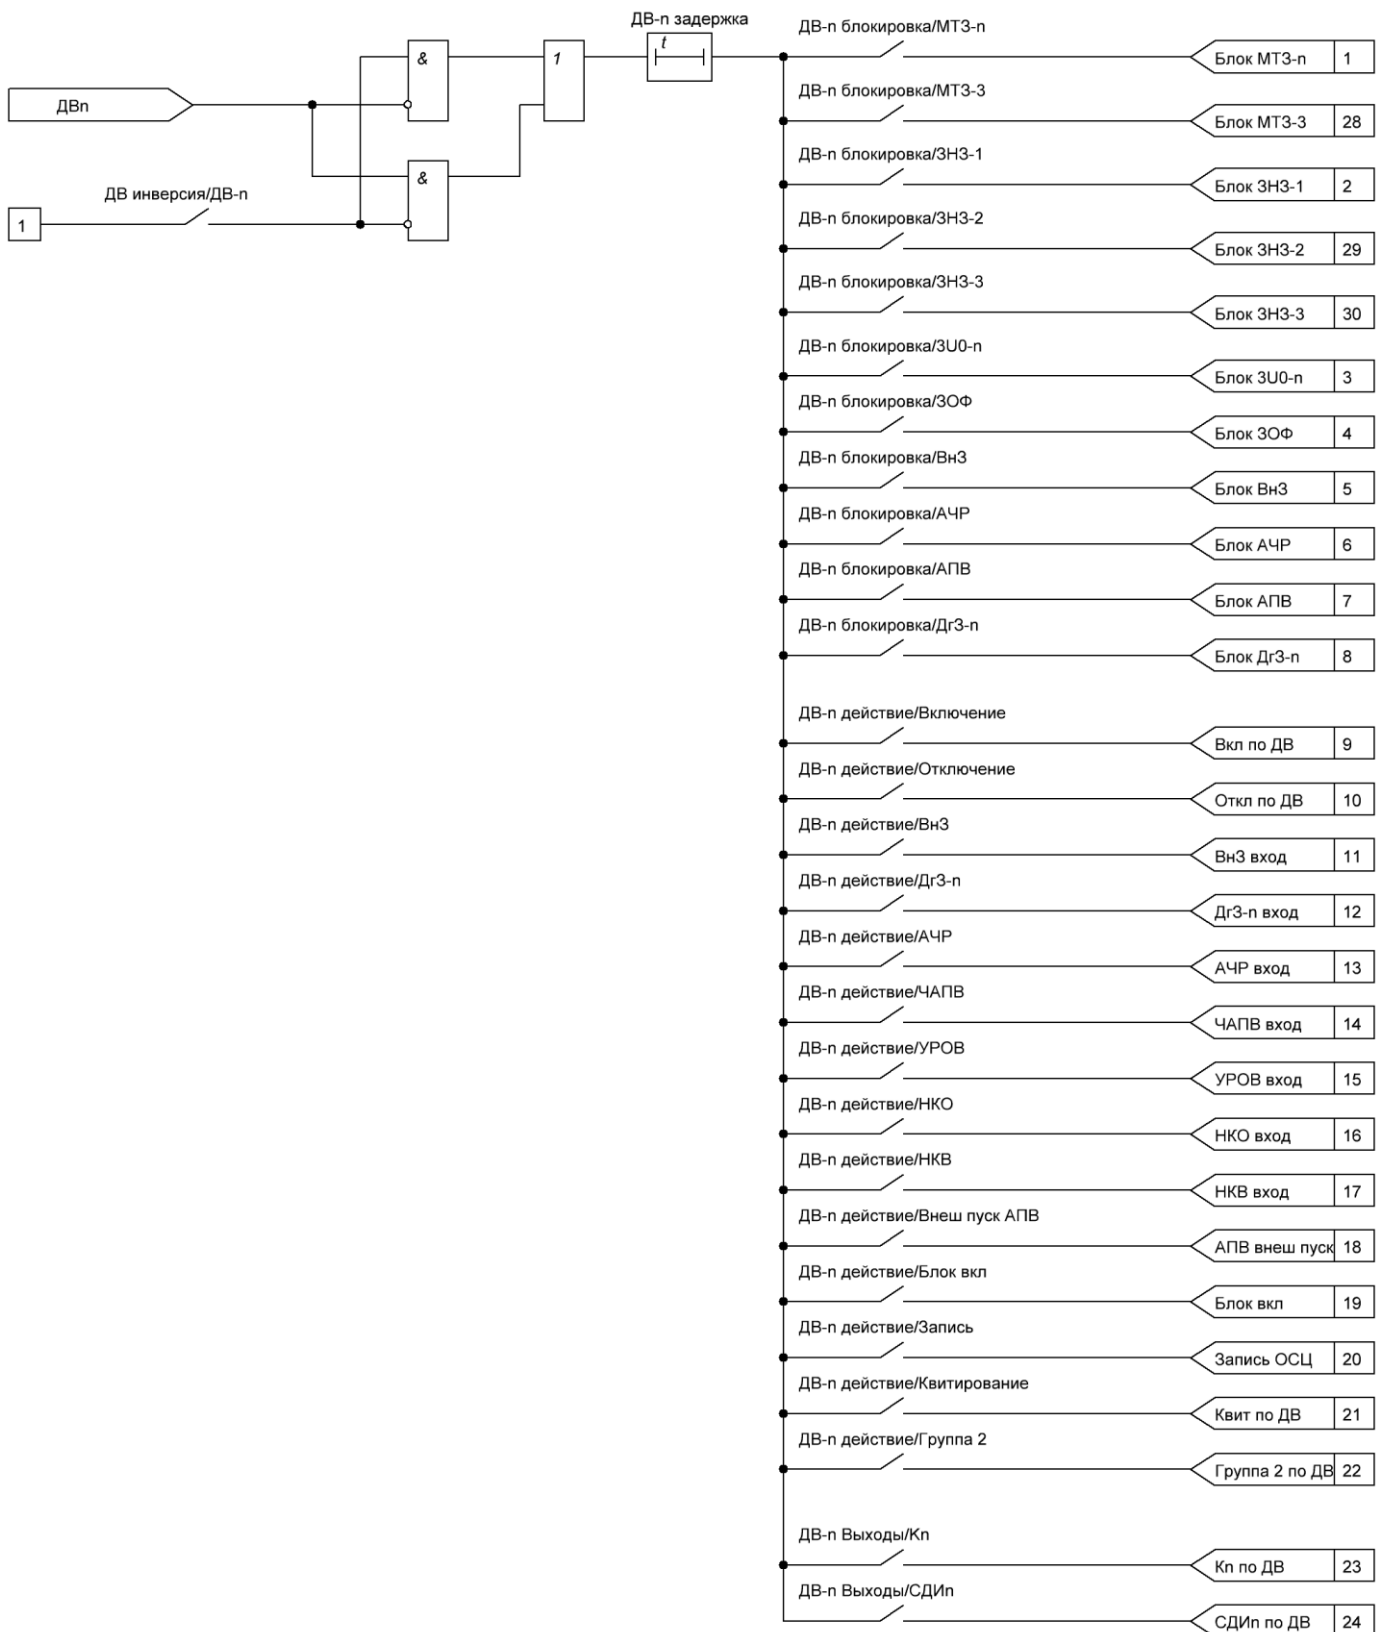 ДВ-n задержка
t
&
1
ДВn
&
ДВ инверсия/ДВ-n
1
ДВ-n блокировка/МТЗ-n
Блок МТЗ-n 1
ДВ-n блокировка/МТЗ-3
Блок МТЗ-3 28
ДВ-n блокировка/ЗНЗ-1
Блок ЗНЗ-1 2
ДВ-n блокировка/ЗНЗ-2
Блок ЗНЗ-2 29
ДВ-n блокировка/ЗНЗ-3
Блок ЗНЗ-3 30
ДВ-n блокировка/3U0-n
Блок 3U0-n 3
ДВ-n блокировка/ЗОФ
Блок ЗОФ 4
ДВ-n блокировка/ВнЗ
Блок ВнЗ 5
ДВ-n блокировка/АЧР
Блок АЧР 6
ДВ-n блокировка/АПВ
Блок АПВ 7
ДВ-n блокировка/ДгЗ-n
Блок ДгЗ-n 8
ДВ-n действие/Включение
Вкл по ДВ 9
ДВ-n действие/Отключение
Откл по ДВ 10
ДВ-n действие/ВнЗ
ВнЗ вход 11
ДВ-n действие/ДгЗ-n
ДгЗ-n вход 12
ДВ-n действие/АЧР
АЧР вход 13
ДВ-n действие/ЧАПВ
ЧАПВ вход 14
ДВ-n действие/УРОВ
УРОВ вход 15
ДВ-n действие/НКО
НКО вход 16
ДВ-n действие/НКВ
НКВ вход 17
ДВ-n действие/Внеш пуск АПВ
АПВ внеш пуск 18
ДВ-n действие/Блок вкл
Блок вкл 19
ДВ-n действие/Запись
Запись ОСЦ 20
ДВ-n действие/Квитирование
Квит по ДВ 21
ДВ-n действие/Группа 2
Группа 2 по ДВ 22
ДВ-n Выходы/Кn
Кn по ДВ 23
ДВ-n Выходы/СДИn
СДИn по ДВ 24